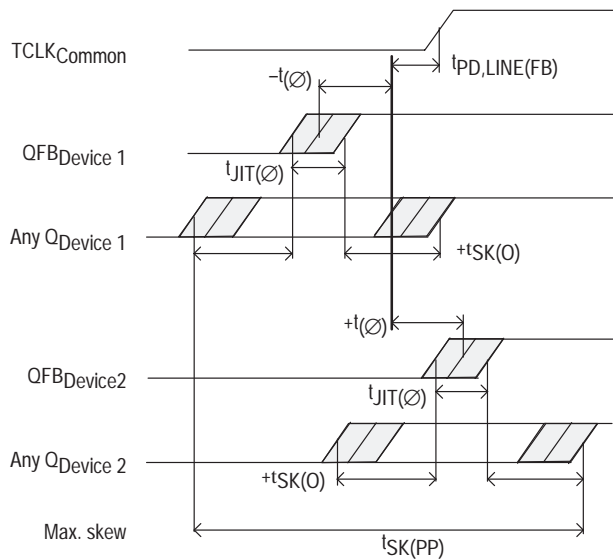 TCLKCommon
tPD,LINE(FB)
–t(∅)
QFBDevice 1
tJIT(∅)
Any QDevice 1
+tSK(O)
+t(∅)
QFBDevice2
tJIT(∅)
Any QDevice 2
+tSK(O)
Max. skew
tSK(PP)